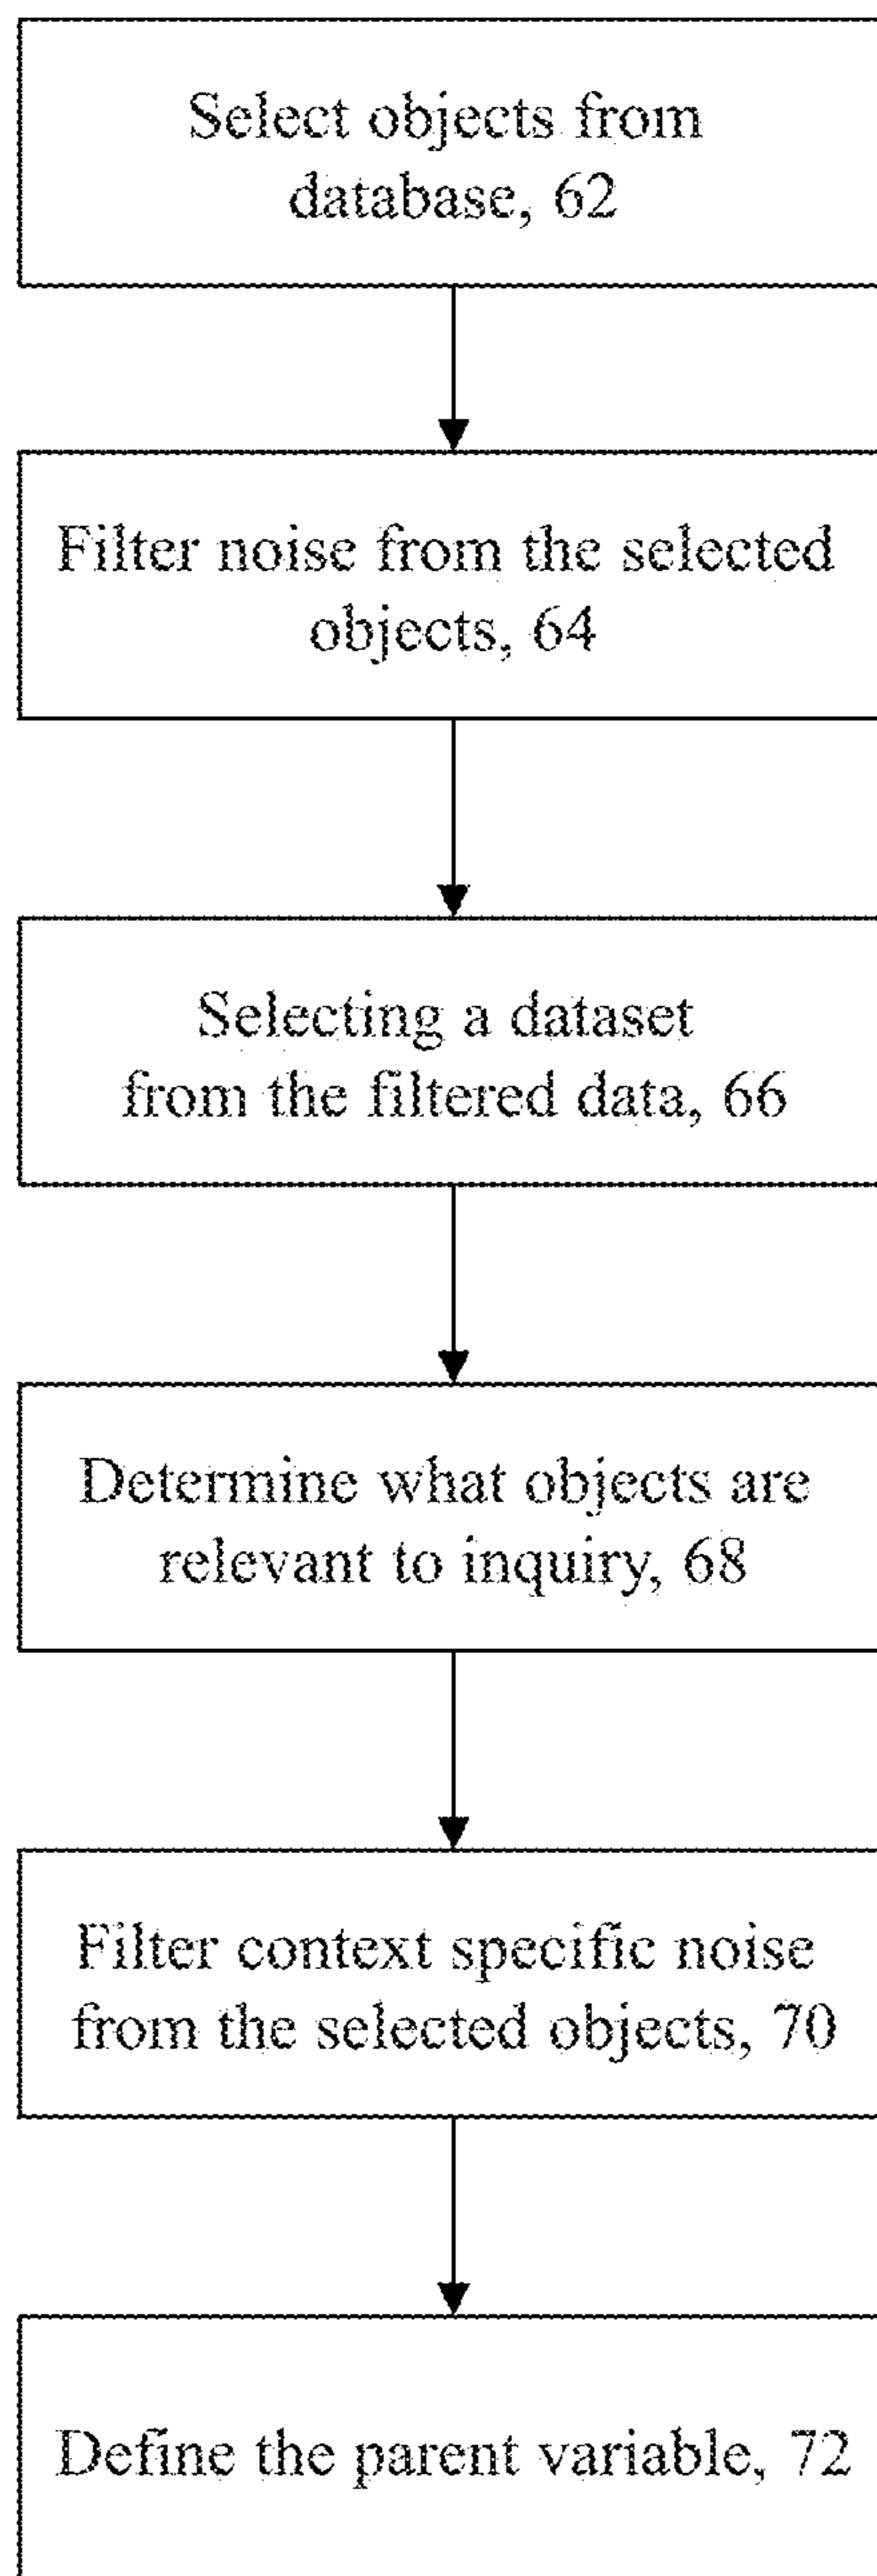 Select objects from
database, 62
Filter noise from the selected
objects, 64
Selecting a dataset
from the filtered data, 66
Determine what objects are
relevant to inquiry, 68
Filter context specific noise
from the selected objects, 70
Define the parent variable, 72